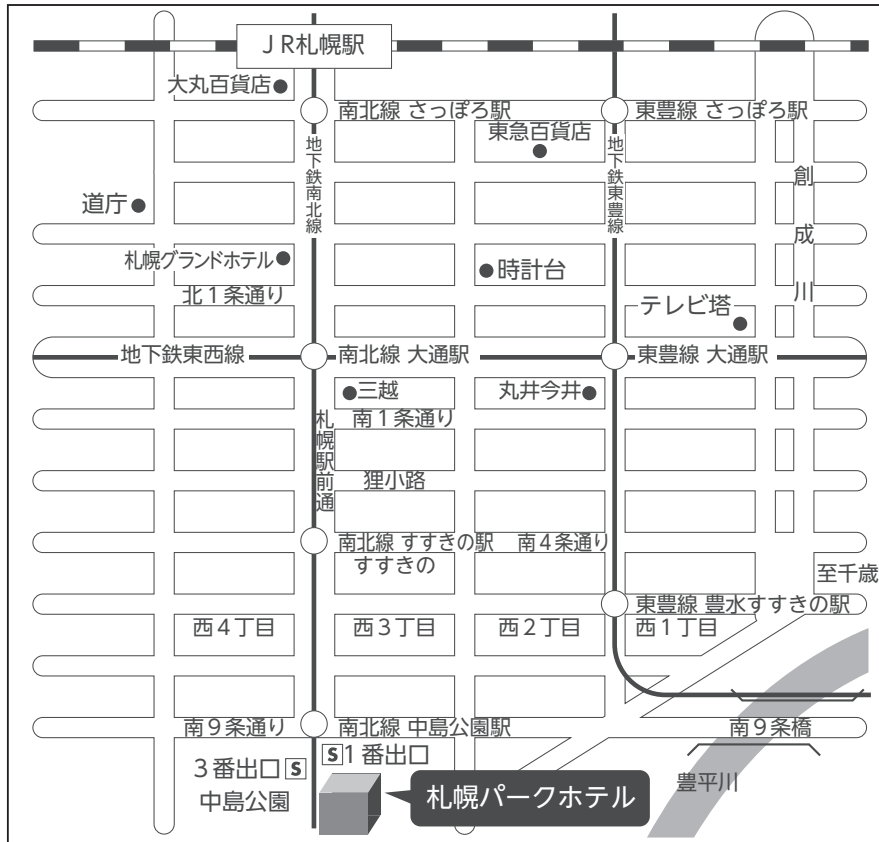 JR札幌駅
大丸百貨店
南北線 さっぽろ駅
東豊線 さっぽろ駅
東急百貨店
地下鉄南北線
地下鉄東豊線
創成川
道庁
札幌グランドホテル
時計台
北1条通り
テレビ塔
地下鉄東西線
南北線 大通駅
東豊線 大通駅
三越
丸井今井
札幌駅前通
南1条通り
狸小路
南北線 すすきの駅
南4条通り
すすきの
至千歳
東豊線 豊水すすきの駅
西4丁目
西3丁目
西2丁目
西1丁目
南9条通り
南北線 中島公園駅
南9条橋
3番出口 S
S 1番出口
中島公園
札幌パークホテル
豊平川